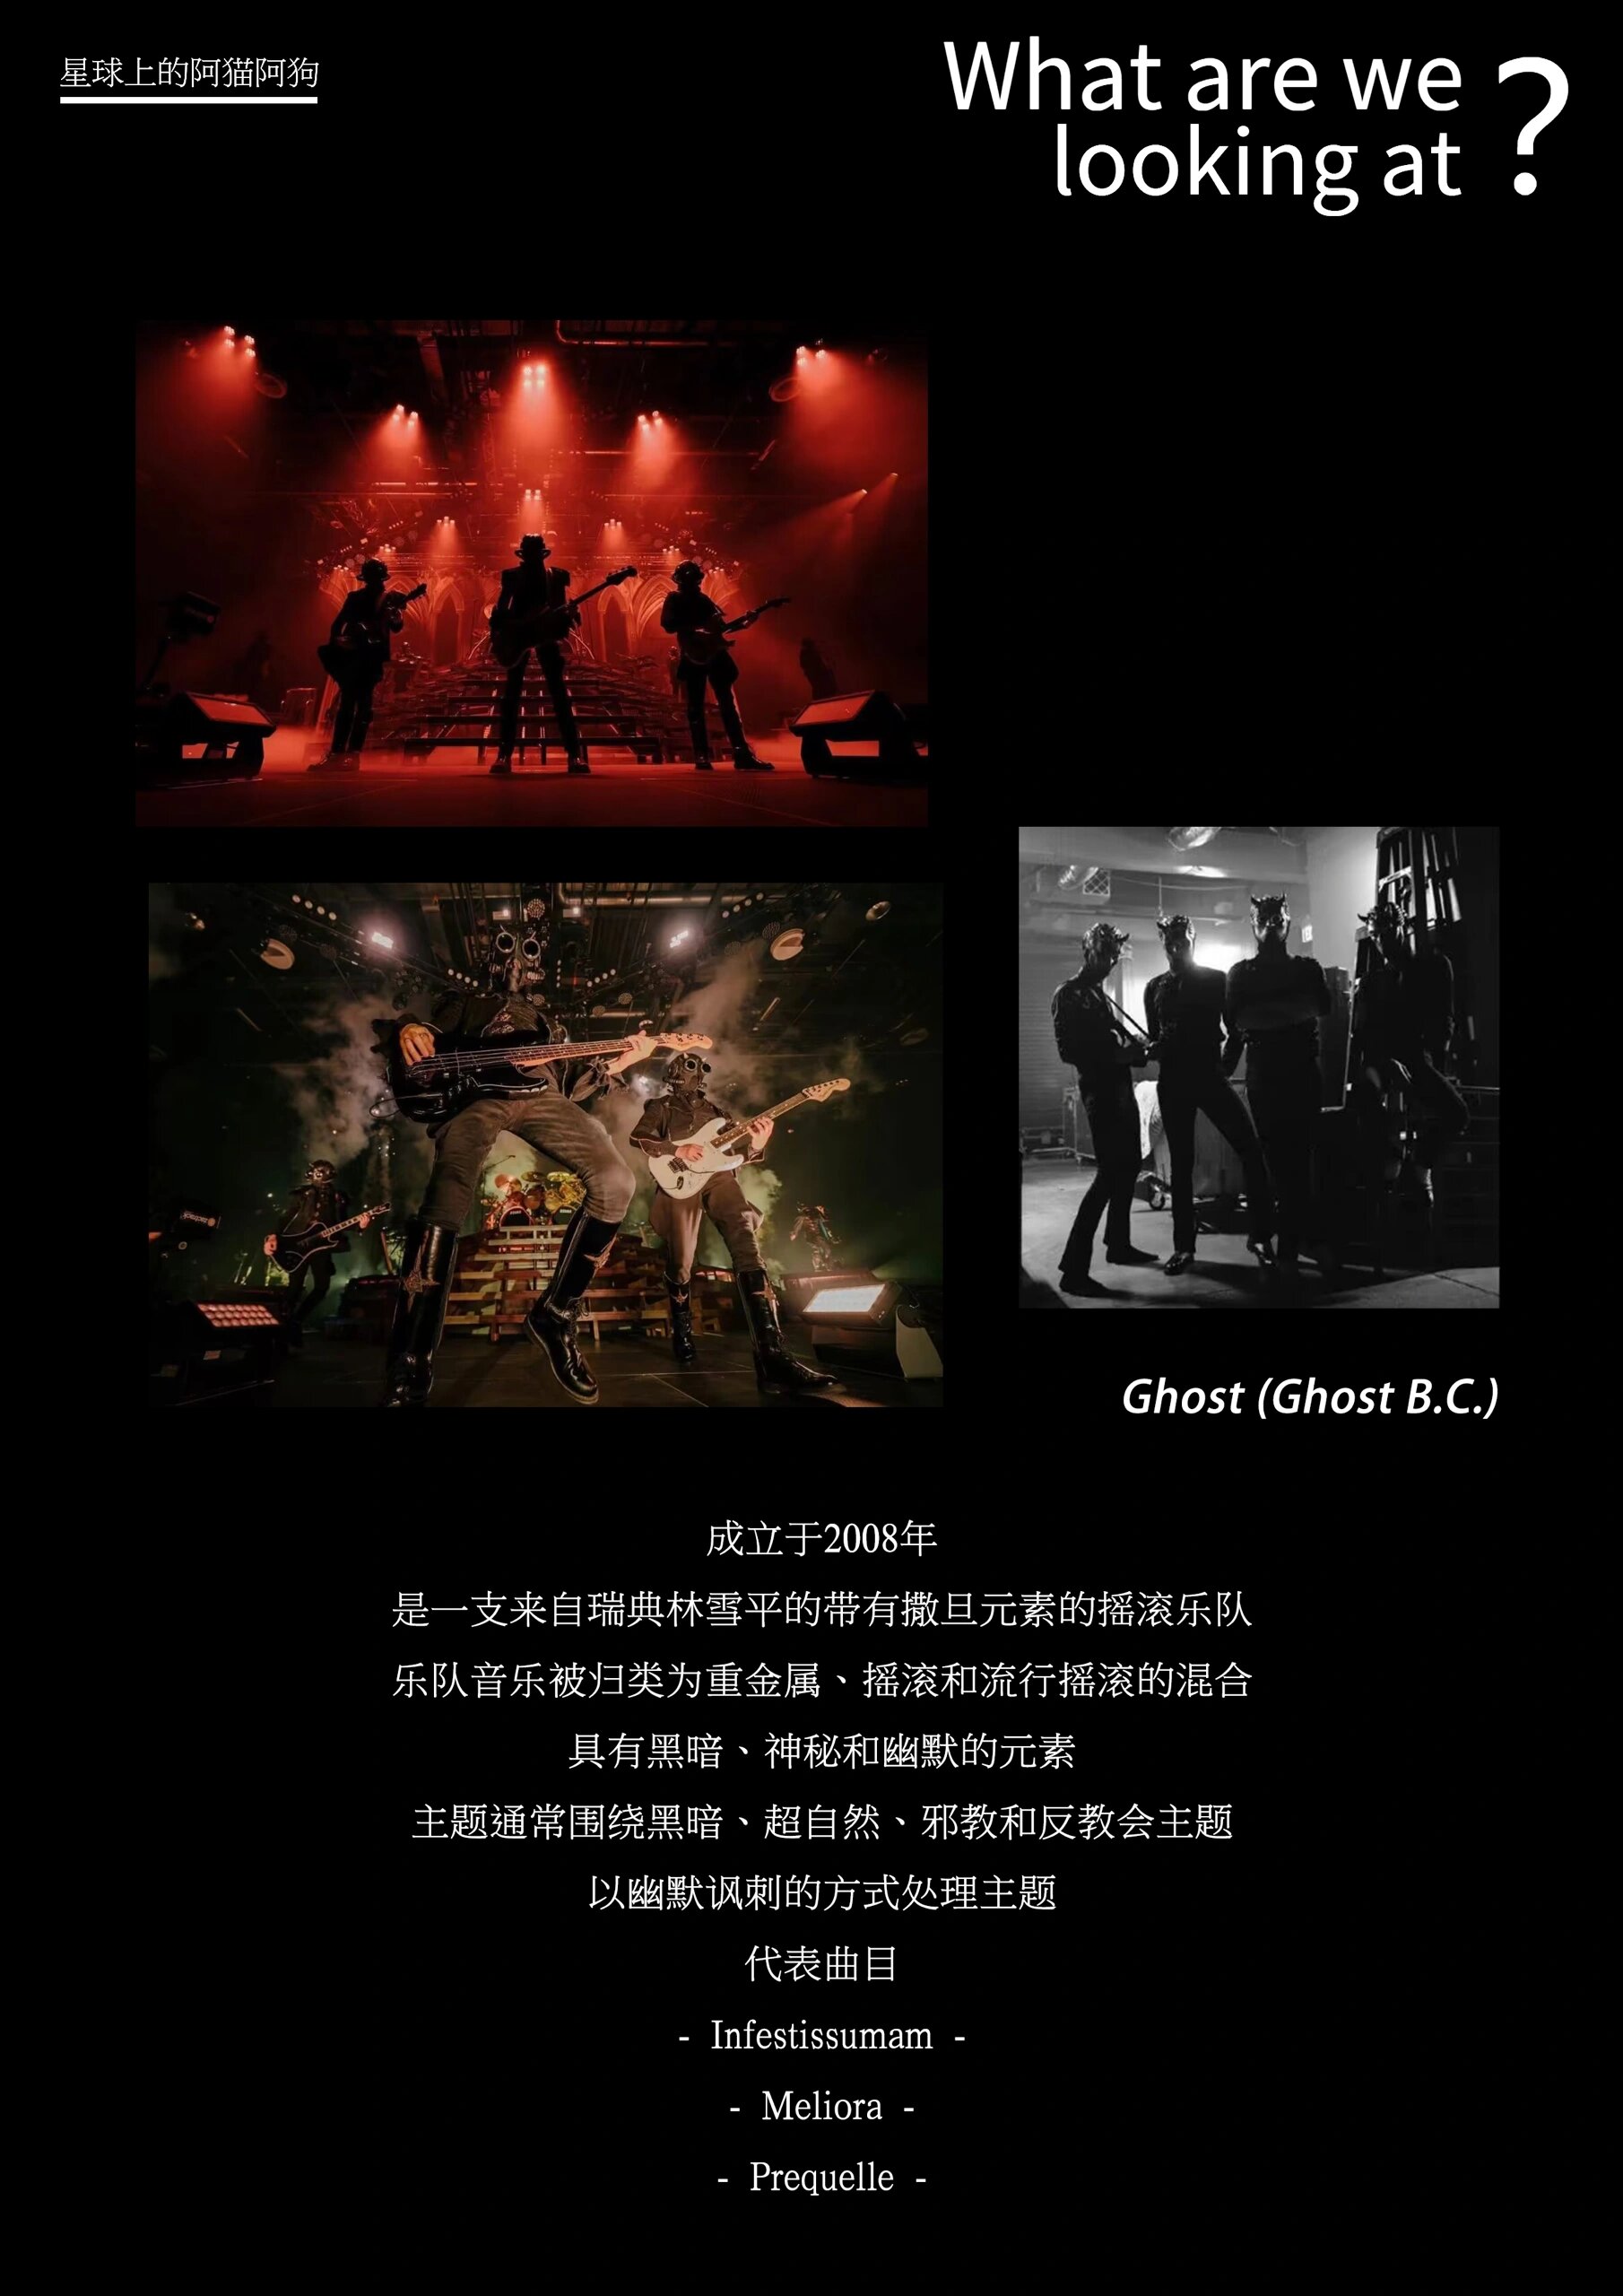 星球上的阿猫阿狗
What are we
looking at ?
Ghost (Ghost B.C.)
成立于2008年
是一支来自瑞典林雪平的带有撒旦元素的摇滚乐队
乐队音乐被归类为重金属、摇滚和流行摇滚的混合
具有黑暗、神秘和幽默的元素
主题通常围绕黑暗、超自然、邪教和反教会主题
以幽默讽刺的方式处理主题
代表曲目
- Infestissumam -
- Meliora -
- Prequelle -